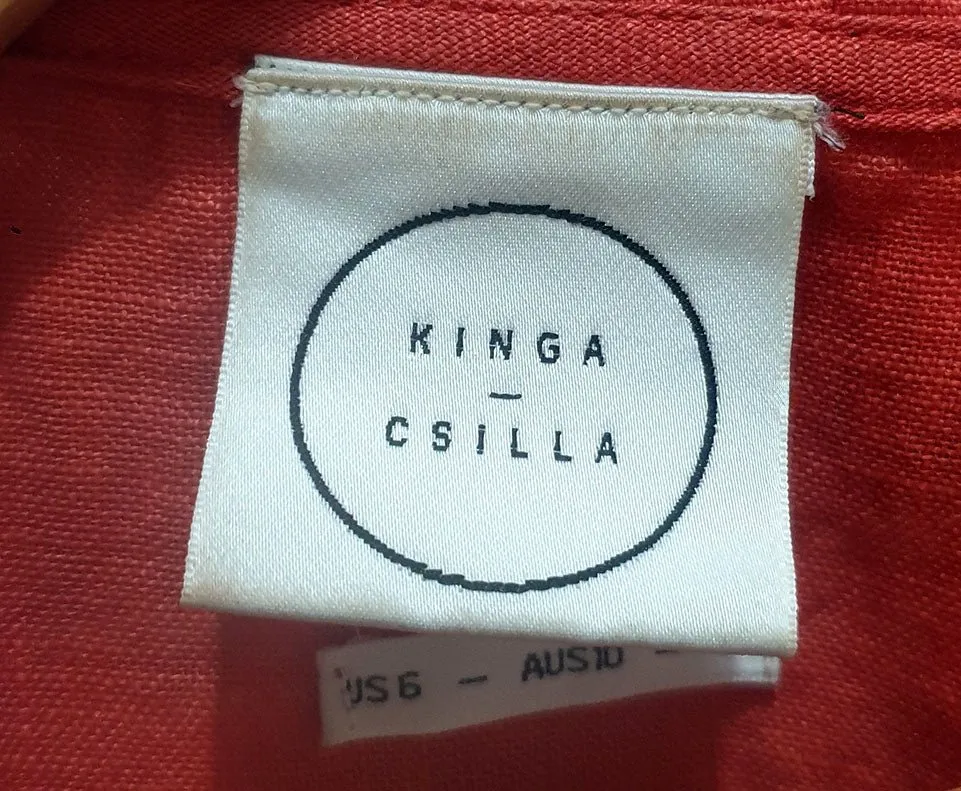 KINGA
—
CSILLA
US 6 — AUS 10 —